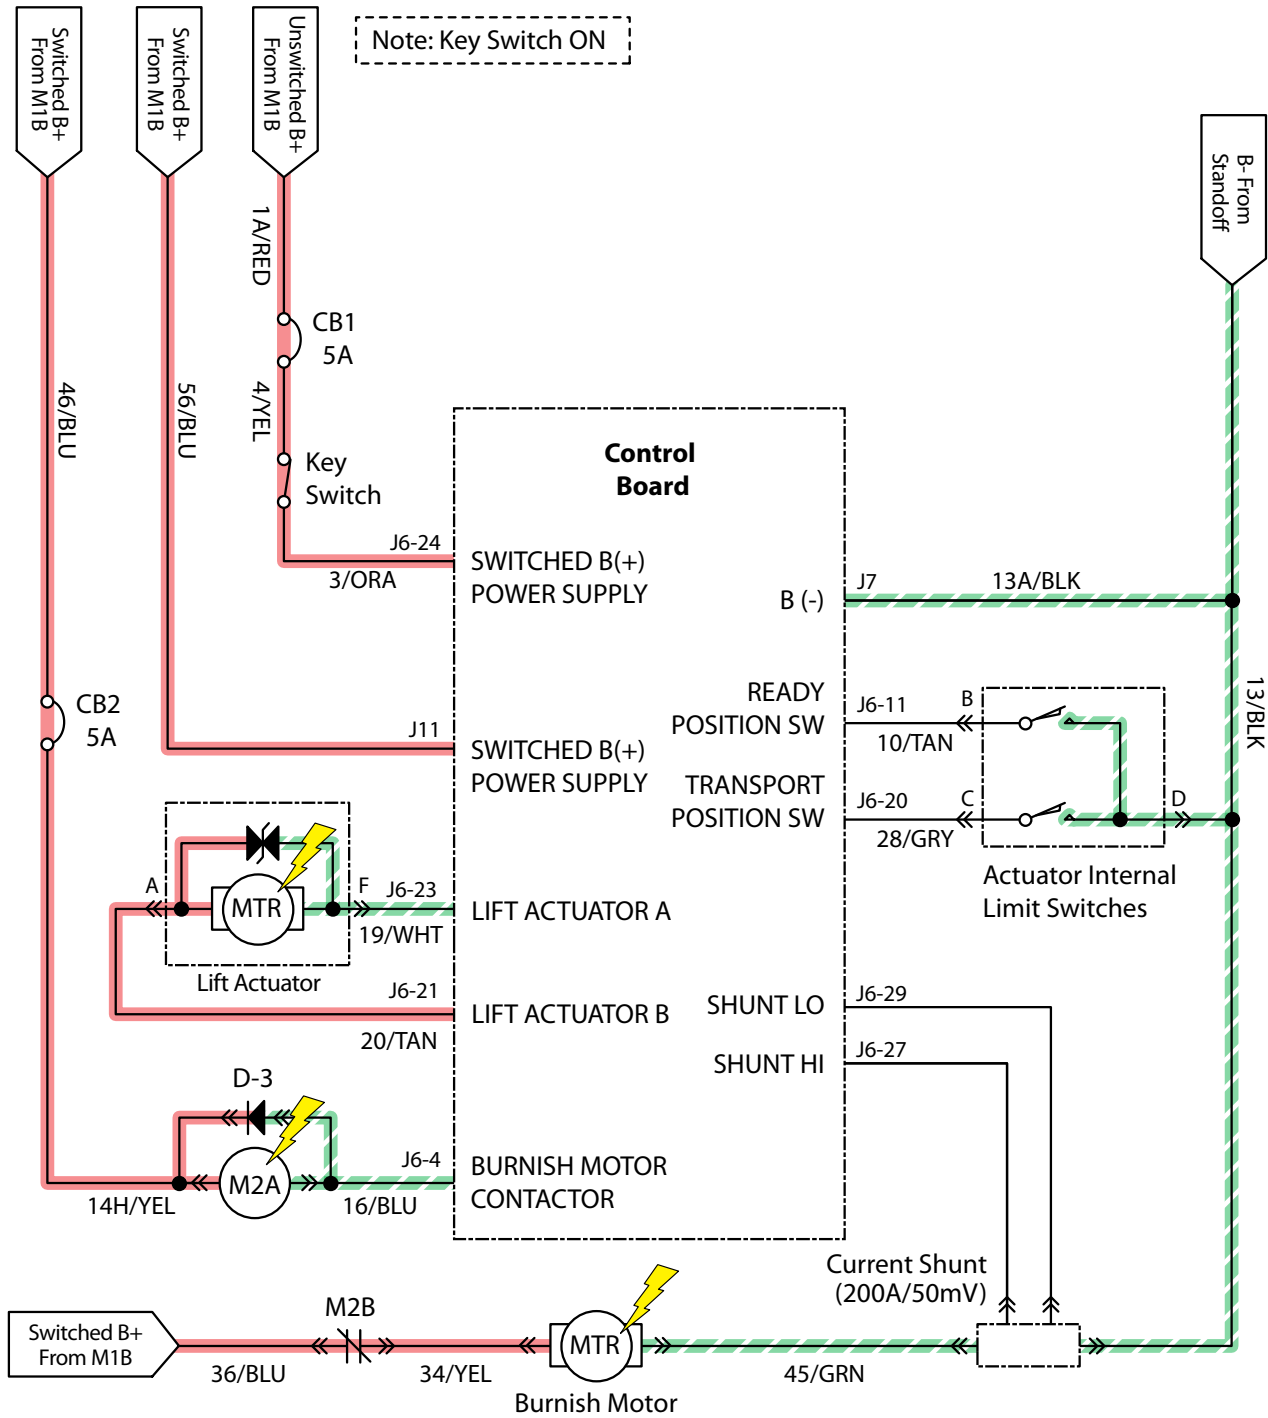 Note: Key Switch ON
Switched B+
From M1B
Switched B+
From M1B
Unswitched B+
From M1B
B- From
Standoff
1A/RED
CB1
5A
46/BLU
56/BLU
4/YEL
Key
Switch
Control
Board
J6-24
3/ORA
SWITCHED B(+)
POWER SUPPLY
B (-)
J7
13A/BLK
13/BLK
CB2
5A
J11
SWITCHED B(+)
POWER SUPPLY
READY
POSITION SW
J6-11
B
10/TAN
TRANSPORT
POSITION SW
J6-20
C
D
28/GRY
Actuator Internal
Limit Switches
A
MTR
F
J6-23
19/WHT
LIFT ACTUATOR A
Lift Actuator
J6-21
20/TAN
LIFT ACTUATOR B
SHUNT LO
J6-29
SHUNT HI
J6-27
D-3
M2A
14H/YEL
J6-4
16/BLU
BURNISH MOTOR
CONTACTOR
Current Shunt
(200A/50mV)
Switched B+
From M1B
36/BLU
M2B
34/YEL
MTR
Burnish Motor
45/GRN